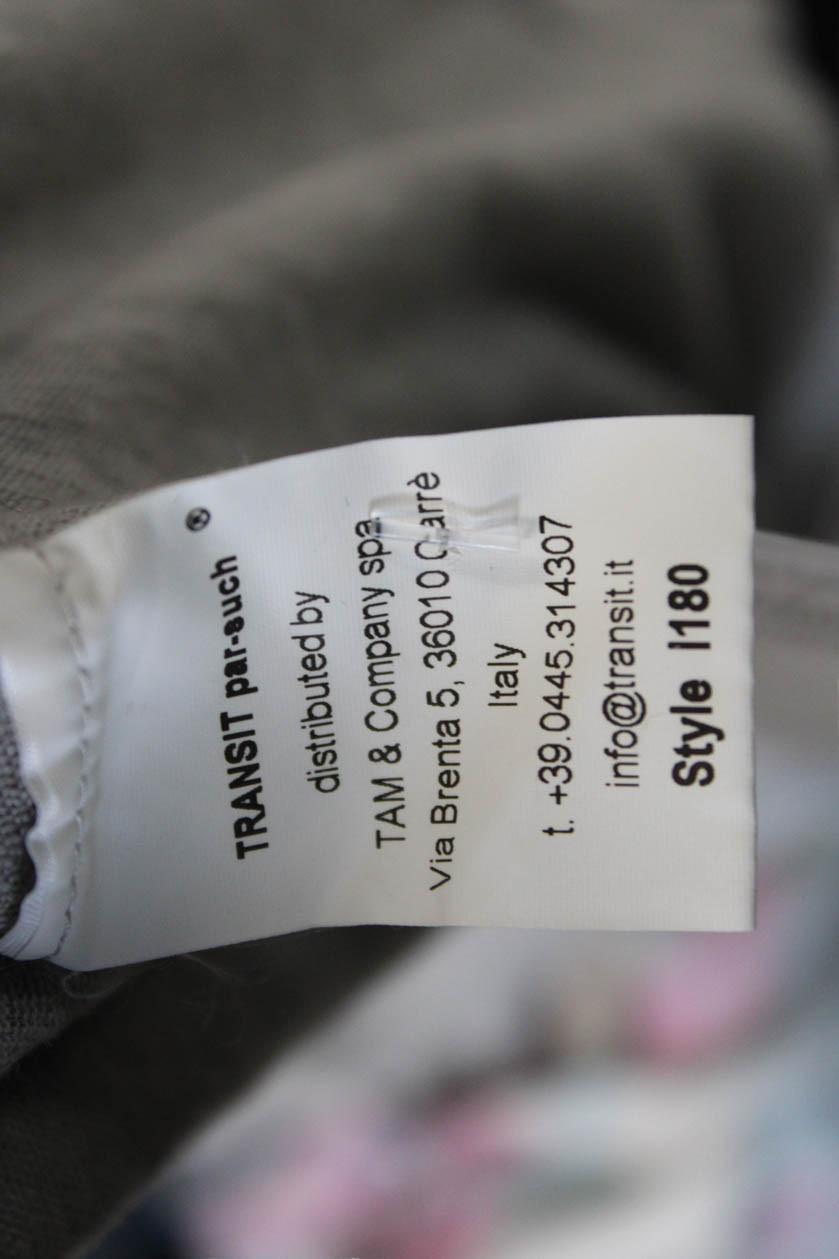 TRANSIT par-such ®
distributed by
TAM & Company spa
Via Brenta 5, 36010 Carrè
Italy
t. +39.0445.314307
info@transit.it
Style I180